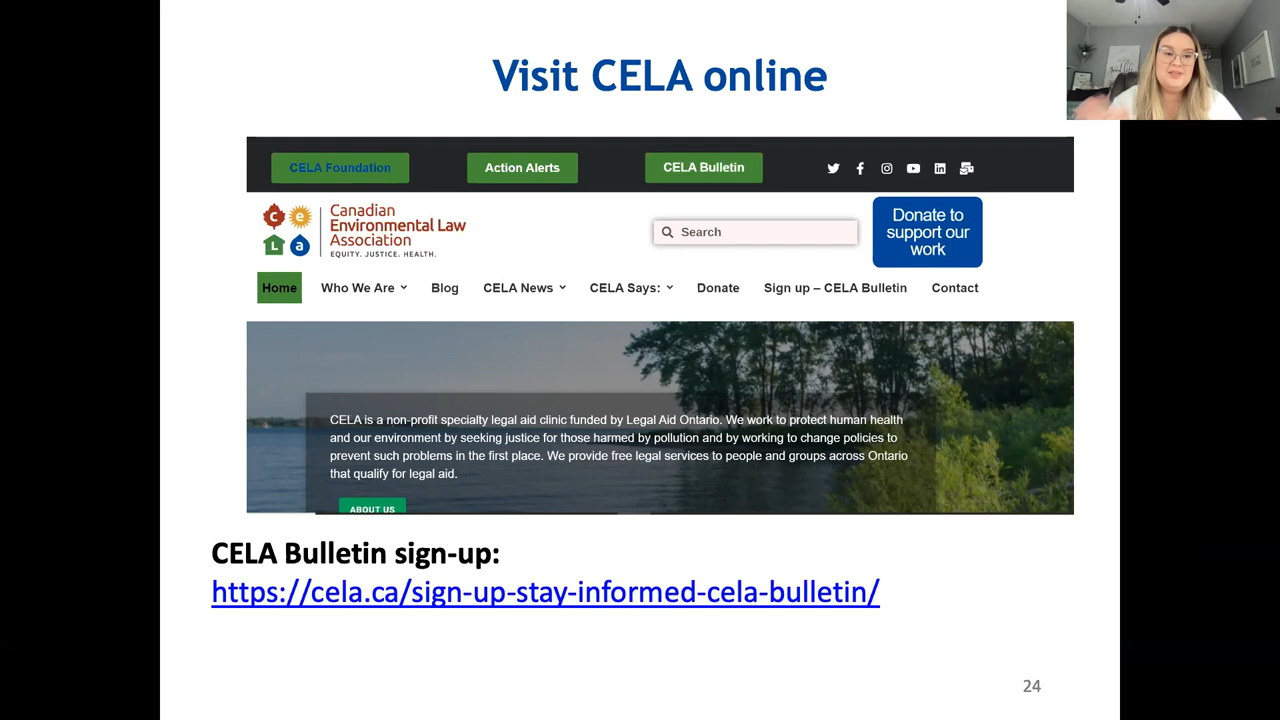 Visit CELA online
CELA Foundation
Action Alerts
CELA Bulletin
c e L a
Canadian
Environmental Law
Association
EQUITY. JUSTICE. HEALTH.
Search
Donate to
support our
work
Home
Who We Are
Blog
CELA News
CELA Says:
Donate
Sign up – CELA Bulletin
Contact
CELA is a non-profit specialty legal aid clinic funded by Legal Aid Ontario. We work to protect human health
and our environment by seeking justice for those harmed by pollution and by working to change policies to
prevent such problems in the first place. We provide free legal services to people and groups across Ontario
that qualify for legal aid.
ABOUT US
CELA Bulletin sign-up:
https://cela.ca/sign-up-stay-informed-cela-bulletin/
24